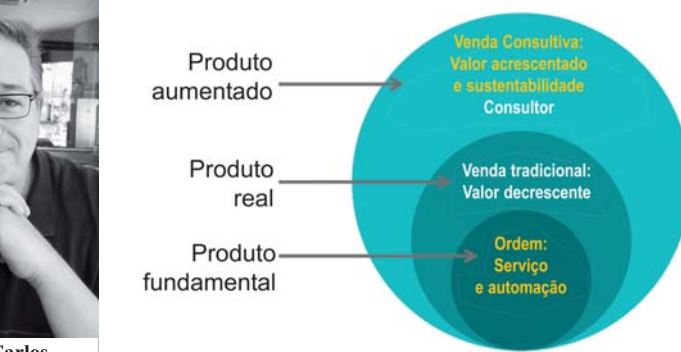 Produto
aumentado
Venda Consultiva:
Valor acrescentado
e sustentabilidade
Consultor
Produto
real
Venda tradicional:
Valor decrescente
Produto
fundamental
Ordem:
Serviço
e automação
Carlos